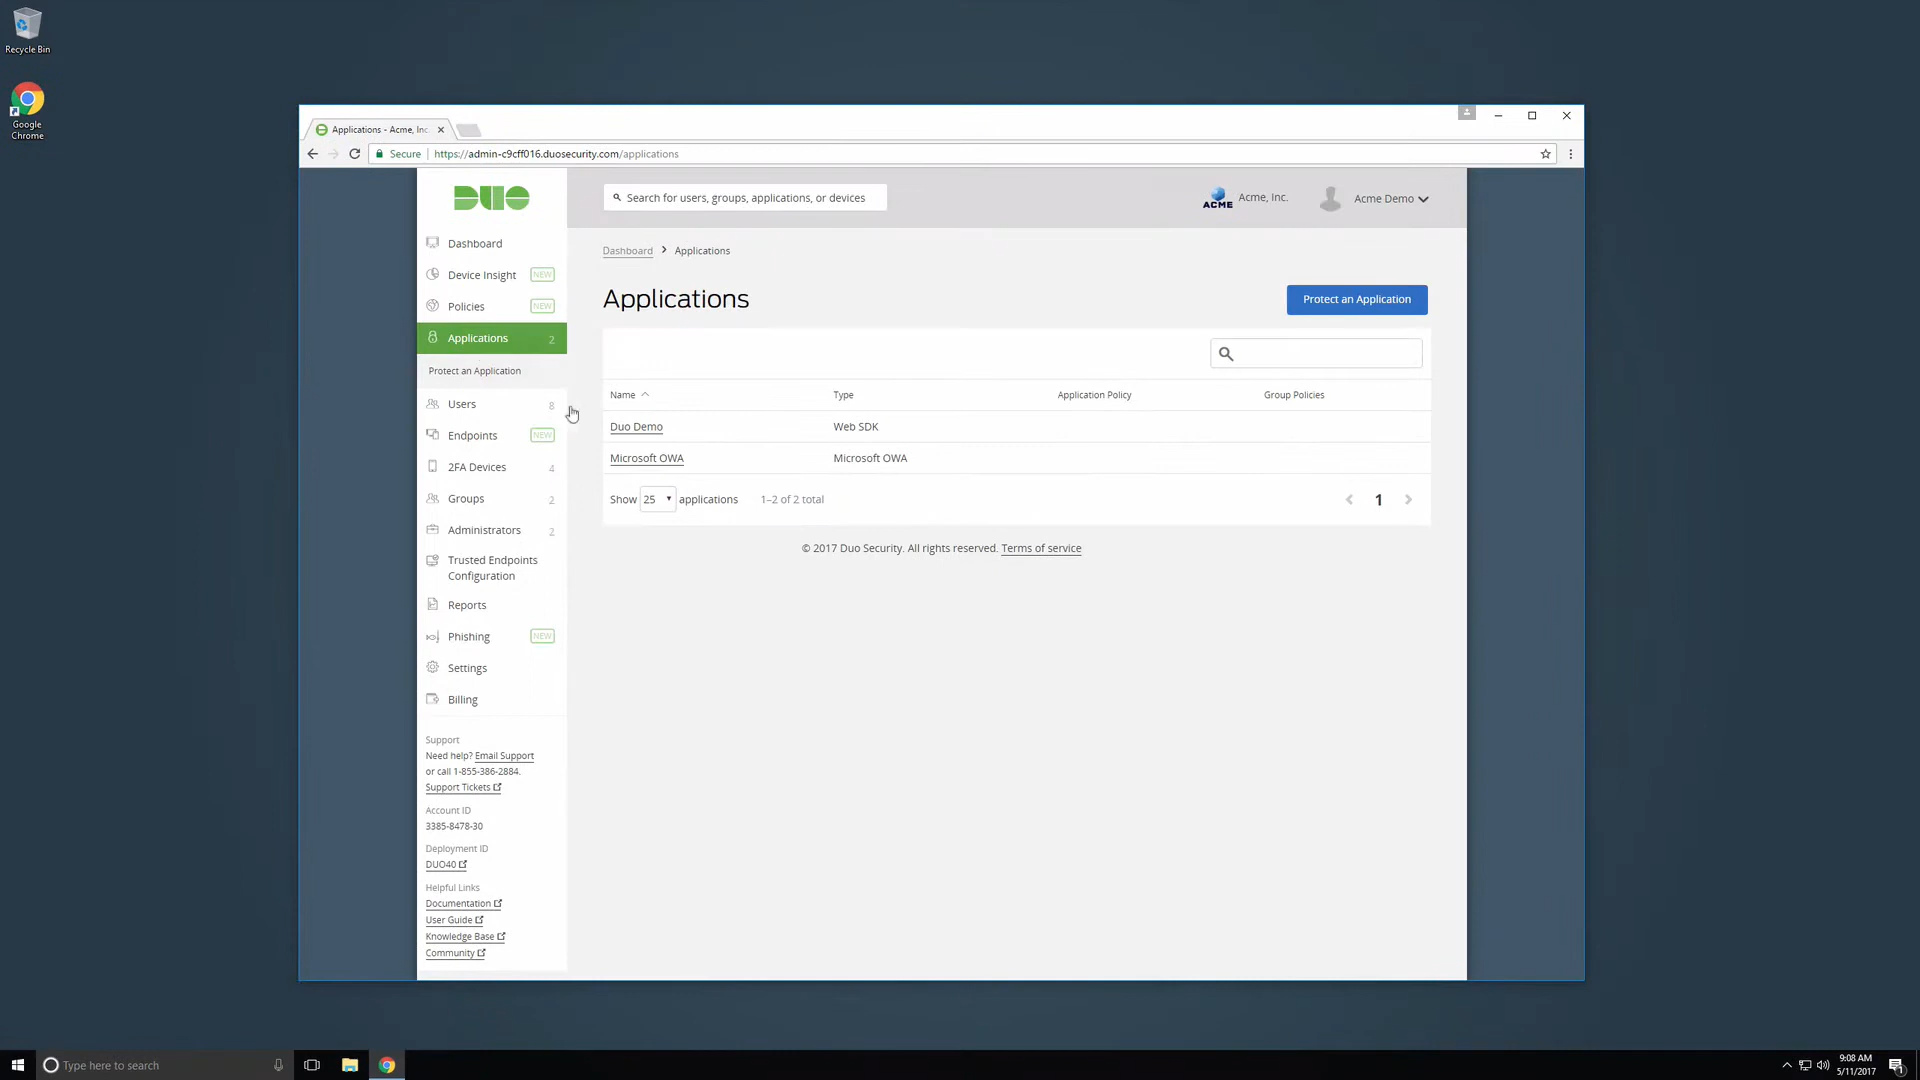 Recycle Bin
Google
Chrome
Applications - Acme, Inc.
Secure
https://admin-c9cff016.duosecurity.com/applications
DUO
Search for users, groups, applications, or devices
ACME
Acme, Inc.
Acme Demo
Dashboard
Device Insight NEW
Policies NEW
Applications 2
Protect an Application
Users 8
Endpoints NEW
2FA Devices 4
Groups 2
Administrators 2
Trusted Endpoints
Configuration
Reports
Phishing NEW
Settings
Billing
Support
Need help? Email Support
or call 1-855-386-2884.
Support Tickets
Account ID
3385-8478-30
Deployment ID
DUO40
Helpful Links
Documentation
User Guide
Knowledge Base
Community
Dashboard > Applications
Applications
Protect an Application
Name Type Application Policy Group Policies
Duo Demo Web SDK
Microsoft OWA Microsoft OWA
Show 25 applications 1–2 of 2 total 1
© 2017 Duo Security. All rights reserved. Terms of service
Type here to search
9:08 AM
5/11/2017